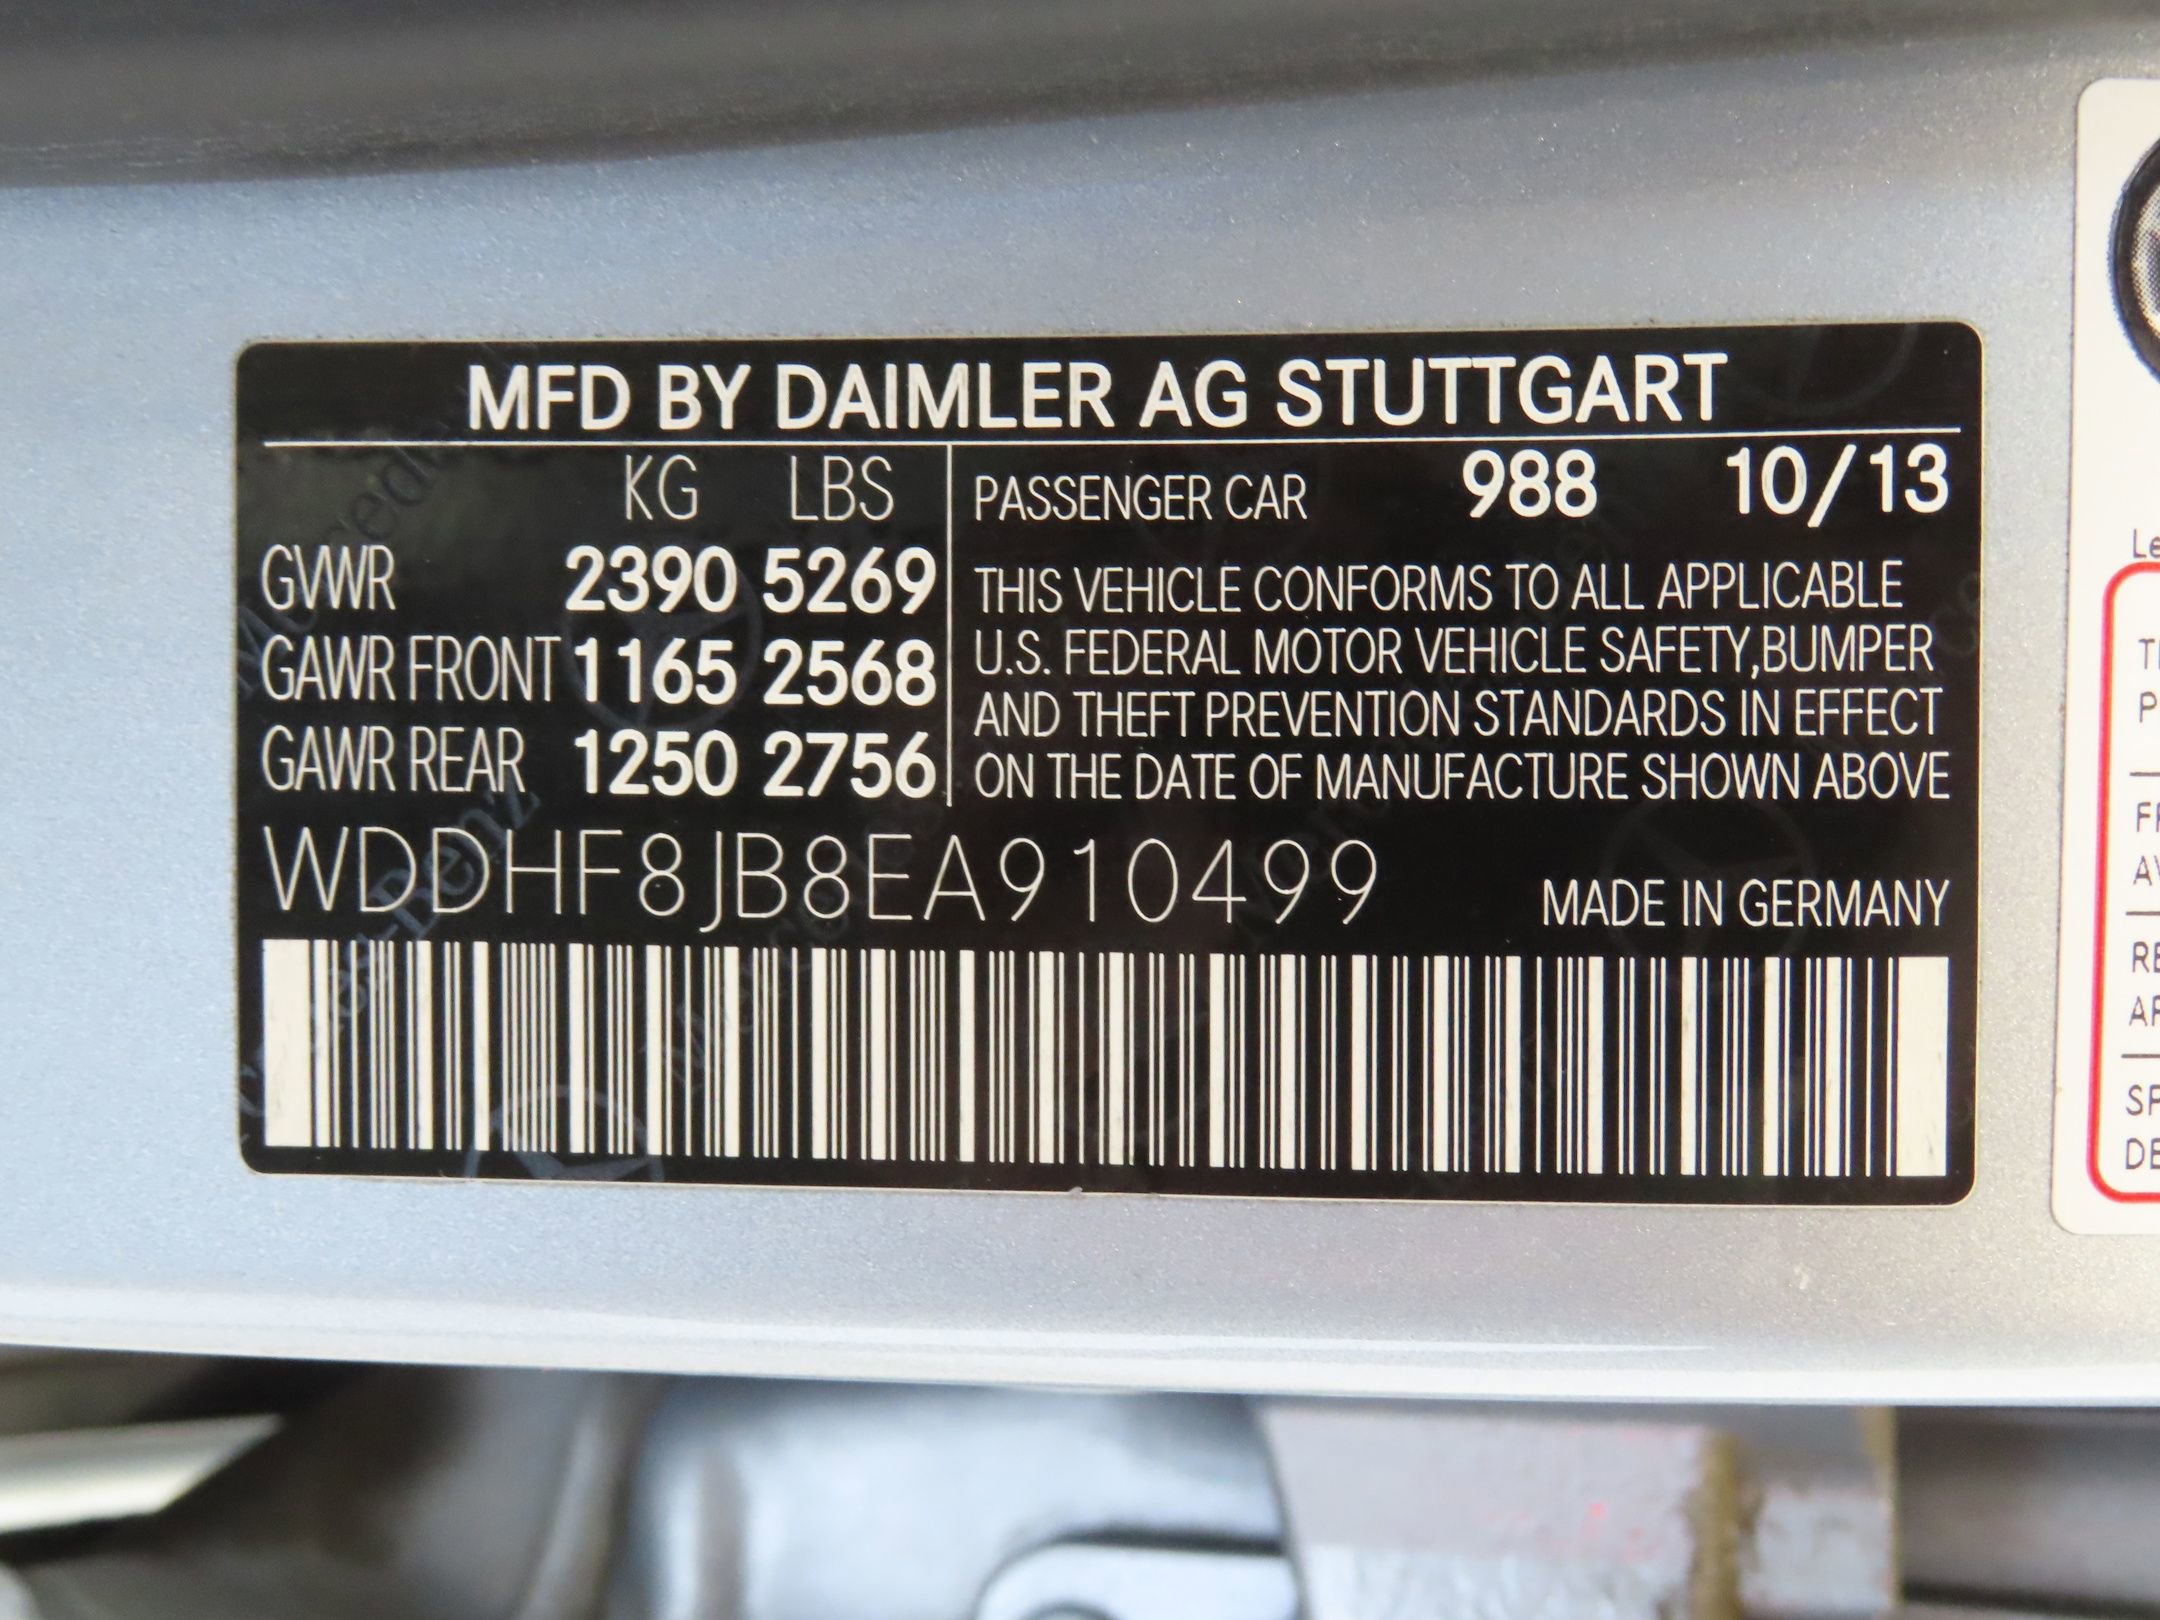 MFD BY DAIMLER AG STUTTGART
KG LBS
GVWR 2390 5269
GAWR FRONT 1165 2568
GAWR REAR 1250 2756
PASSENGER CAR 988 10/13
THIS VEHICLE CONFORMS TO ALL APPLICABLE
U.S. FEDERAL MOTOR VEHICLE SAFETY,BUMPER
AND THEFT PREVENTION STANDARDS IN EFFECT
ON THE DATE OF MANUFACTURE SHOWN ABOVE
WDDHF8JB8EA910499
MADE IN GERMANY